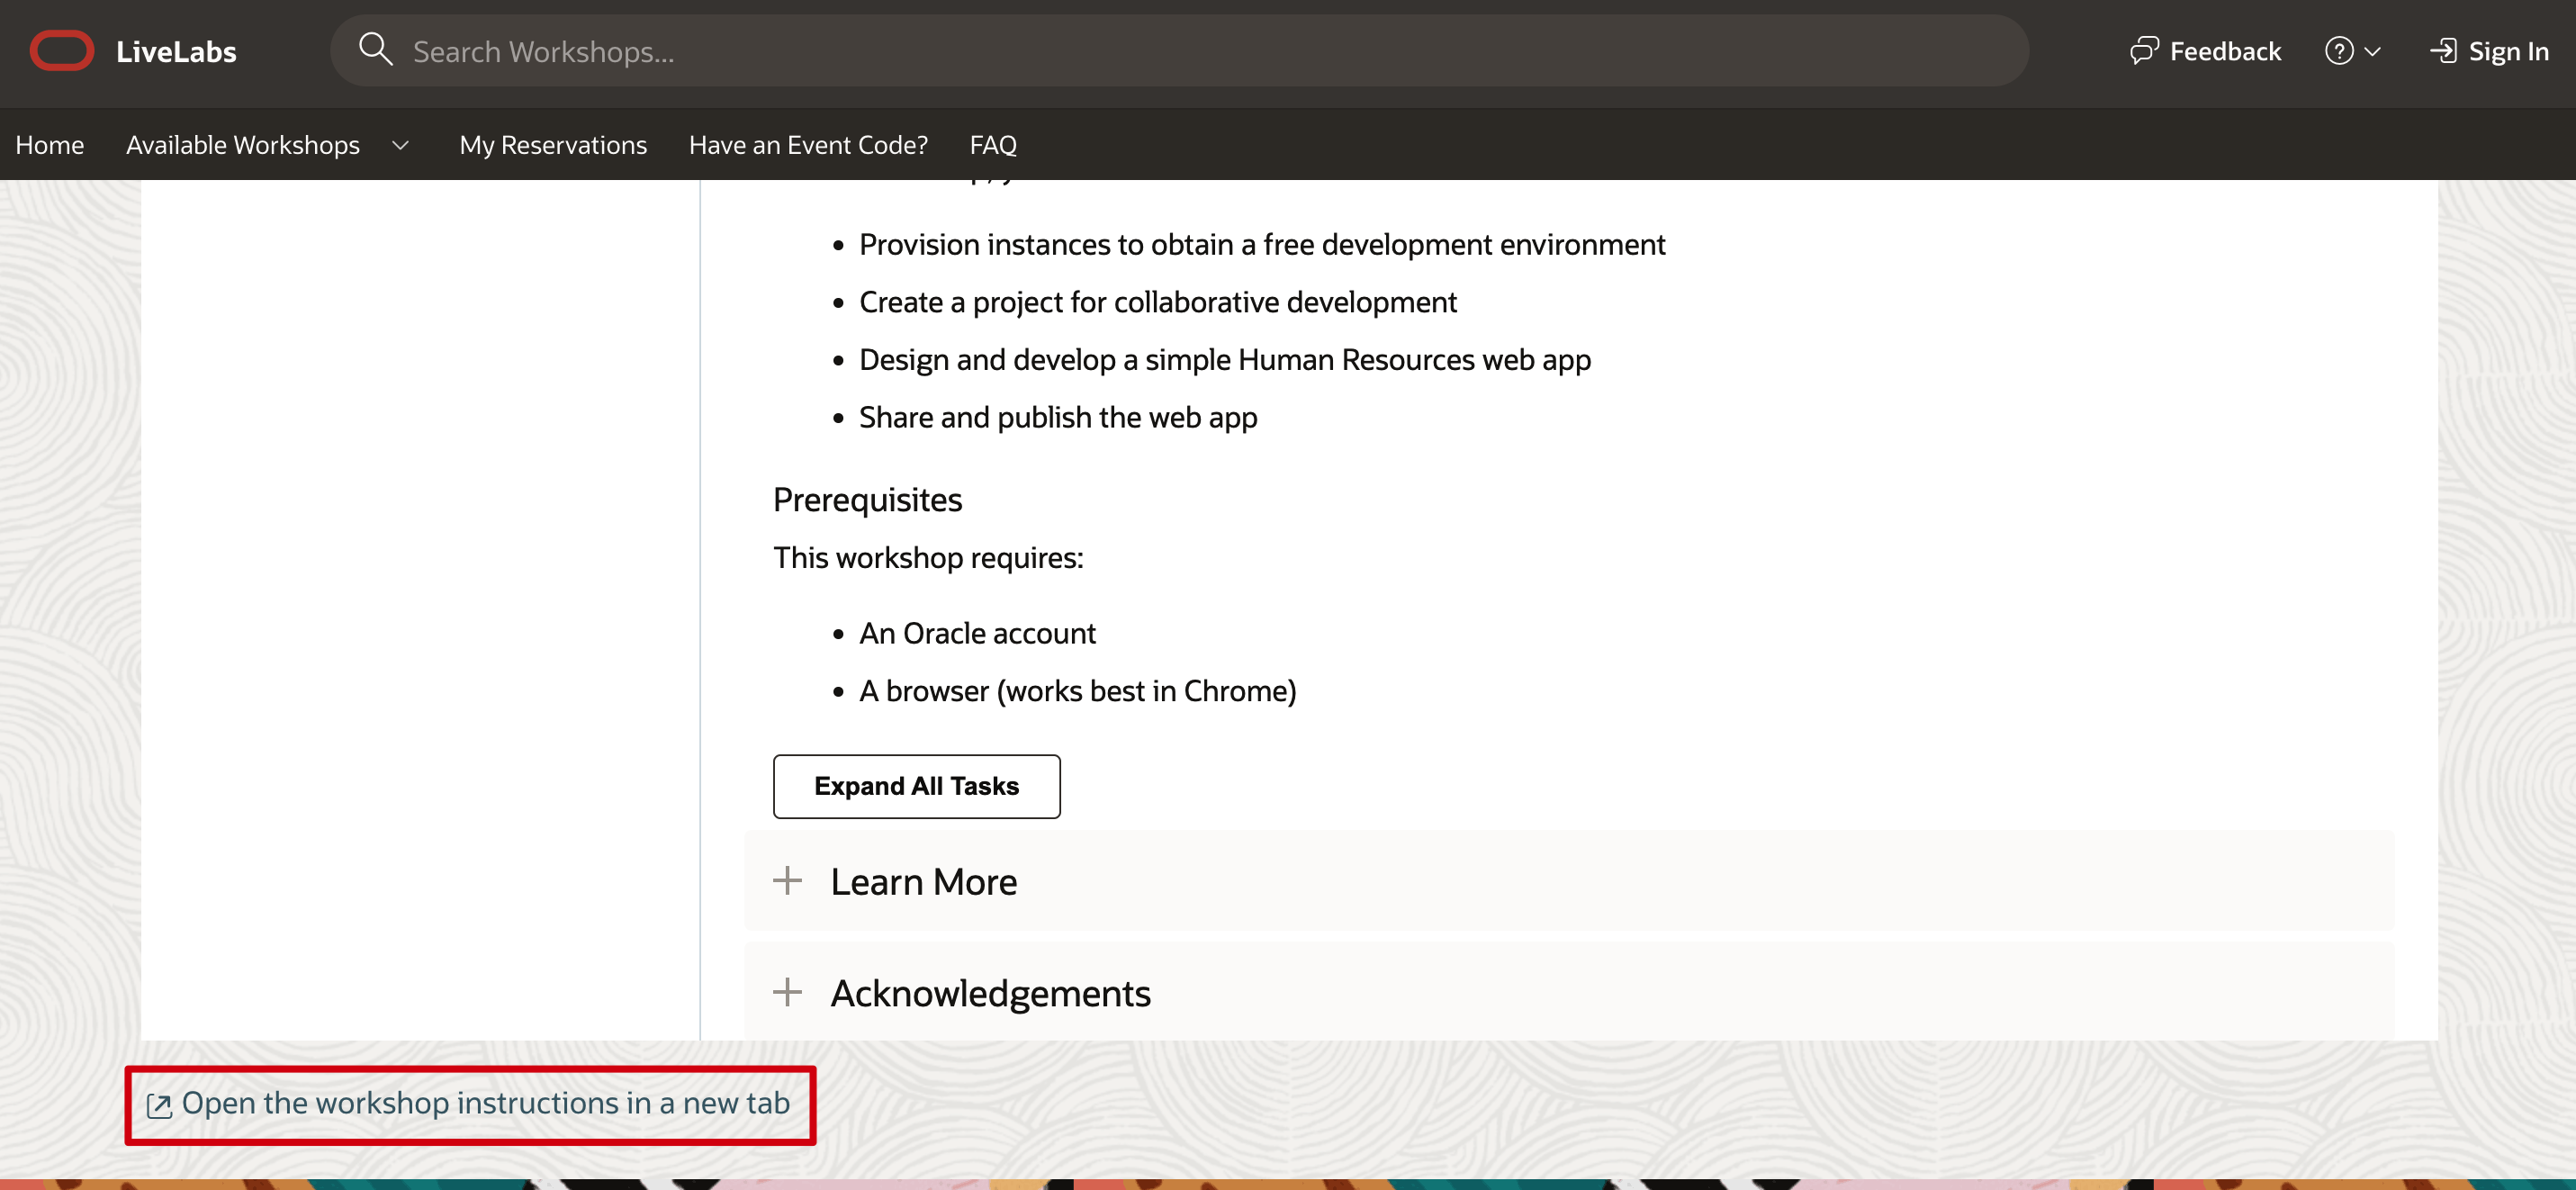 LiveLabs
Search Workshops...
Feedback
Sign In
Home
Available Workshops
My Reservations
Have an Event Code?
FAQ
Provision instances to obtain a free development environment
Create a project for collaborative development
Design and develop a simple Human Resources web app
Share and publish the web app
Prerequisites
This workshop requires:
An Oracle account
A browser (works best in Chrome)
Expand All Tasks
Learn More
Acknowledgements
Open the workshop instructions in a new tab